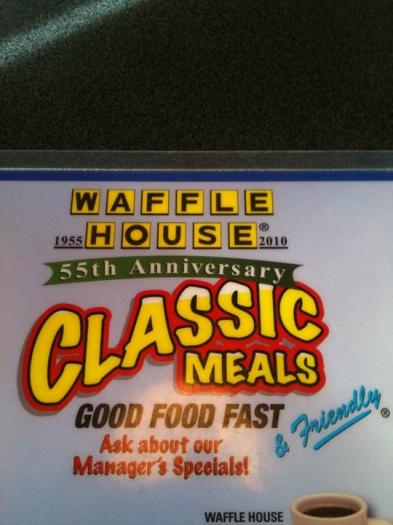 WAFFLE
1955 HOUSE® 2010
55th Anniversary
CLASSIC
MEALS
GOOD FOOD FAST
& Friendly®
Ask about our
Manager's Specials!
WAFFLE HOUSE